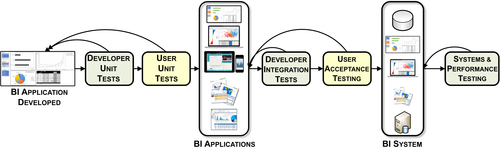 BI APPLICATION
DEVELOPED
DEVELOPER
UNIT
TESTS
USER
UNIT
TESTS
BI APPLICATIONS
DEVELOPER
INTEGRATION
TESTS
USER
ACCEPTANCE
TESTING
BI SYSTEM
SYSTEMS &
PERFORMANCE
TESTING